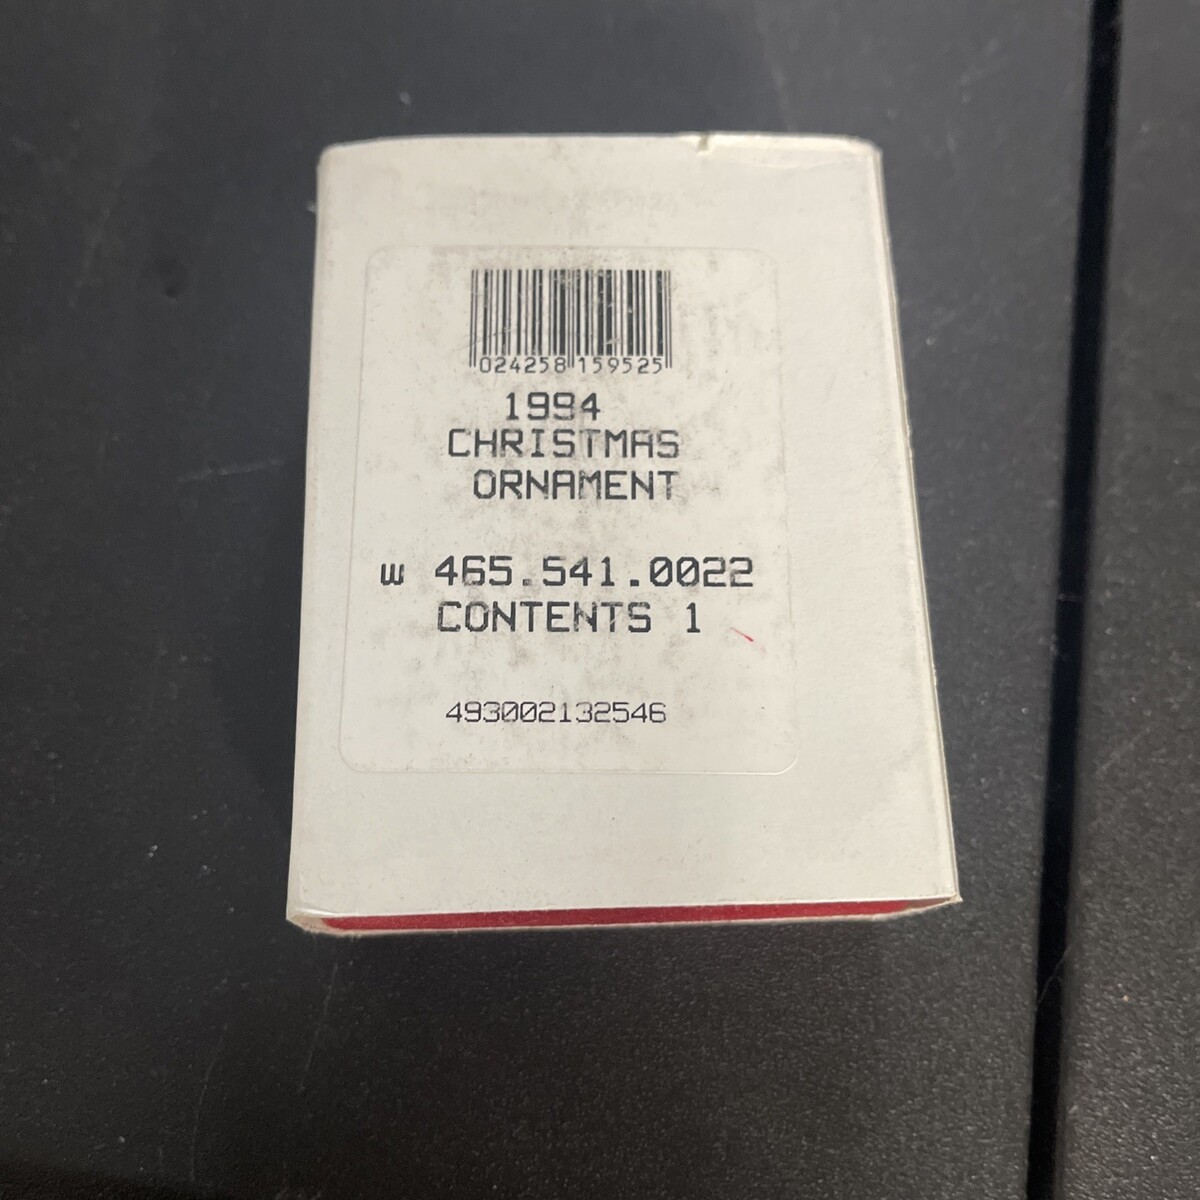 024258 159525
1994
CHRISTMAS
ORNAMENT
w 465.541.0022
CONTENTS 1
493002132546